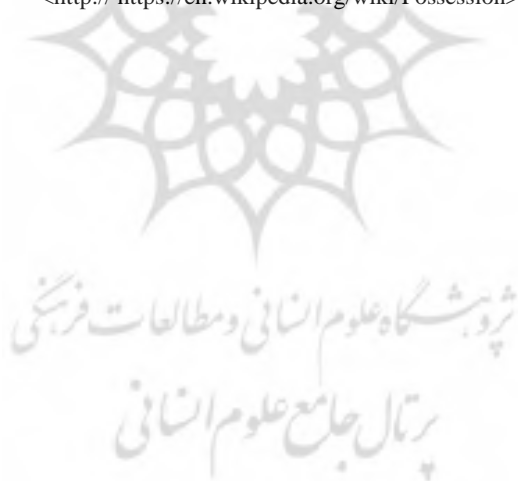 <http:// https://en.wikipedia.org/wiki/Possession>
پژوهشگاه علوم انسانی و مطالعات فرهنگی
پرتال جامع علوم انسانی